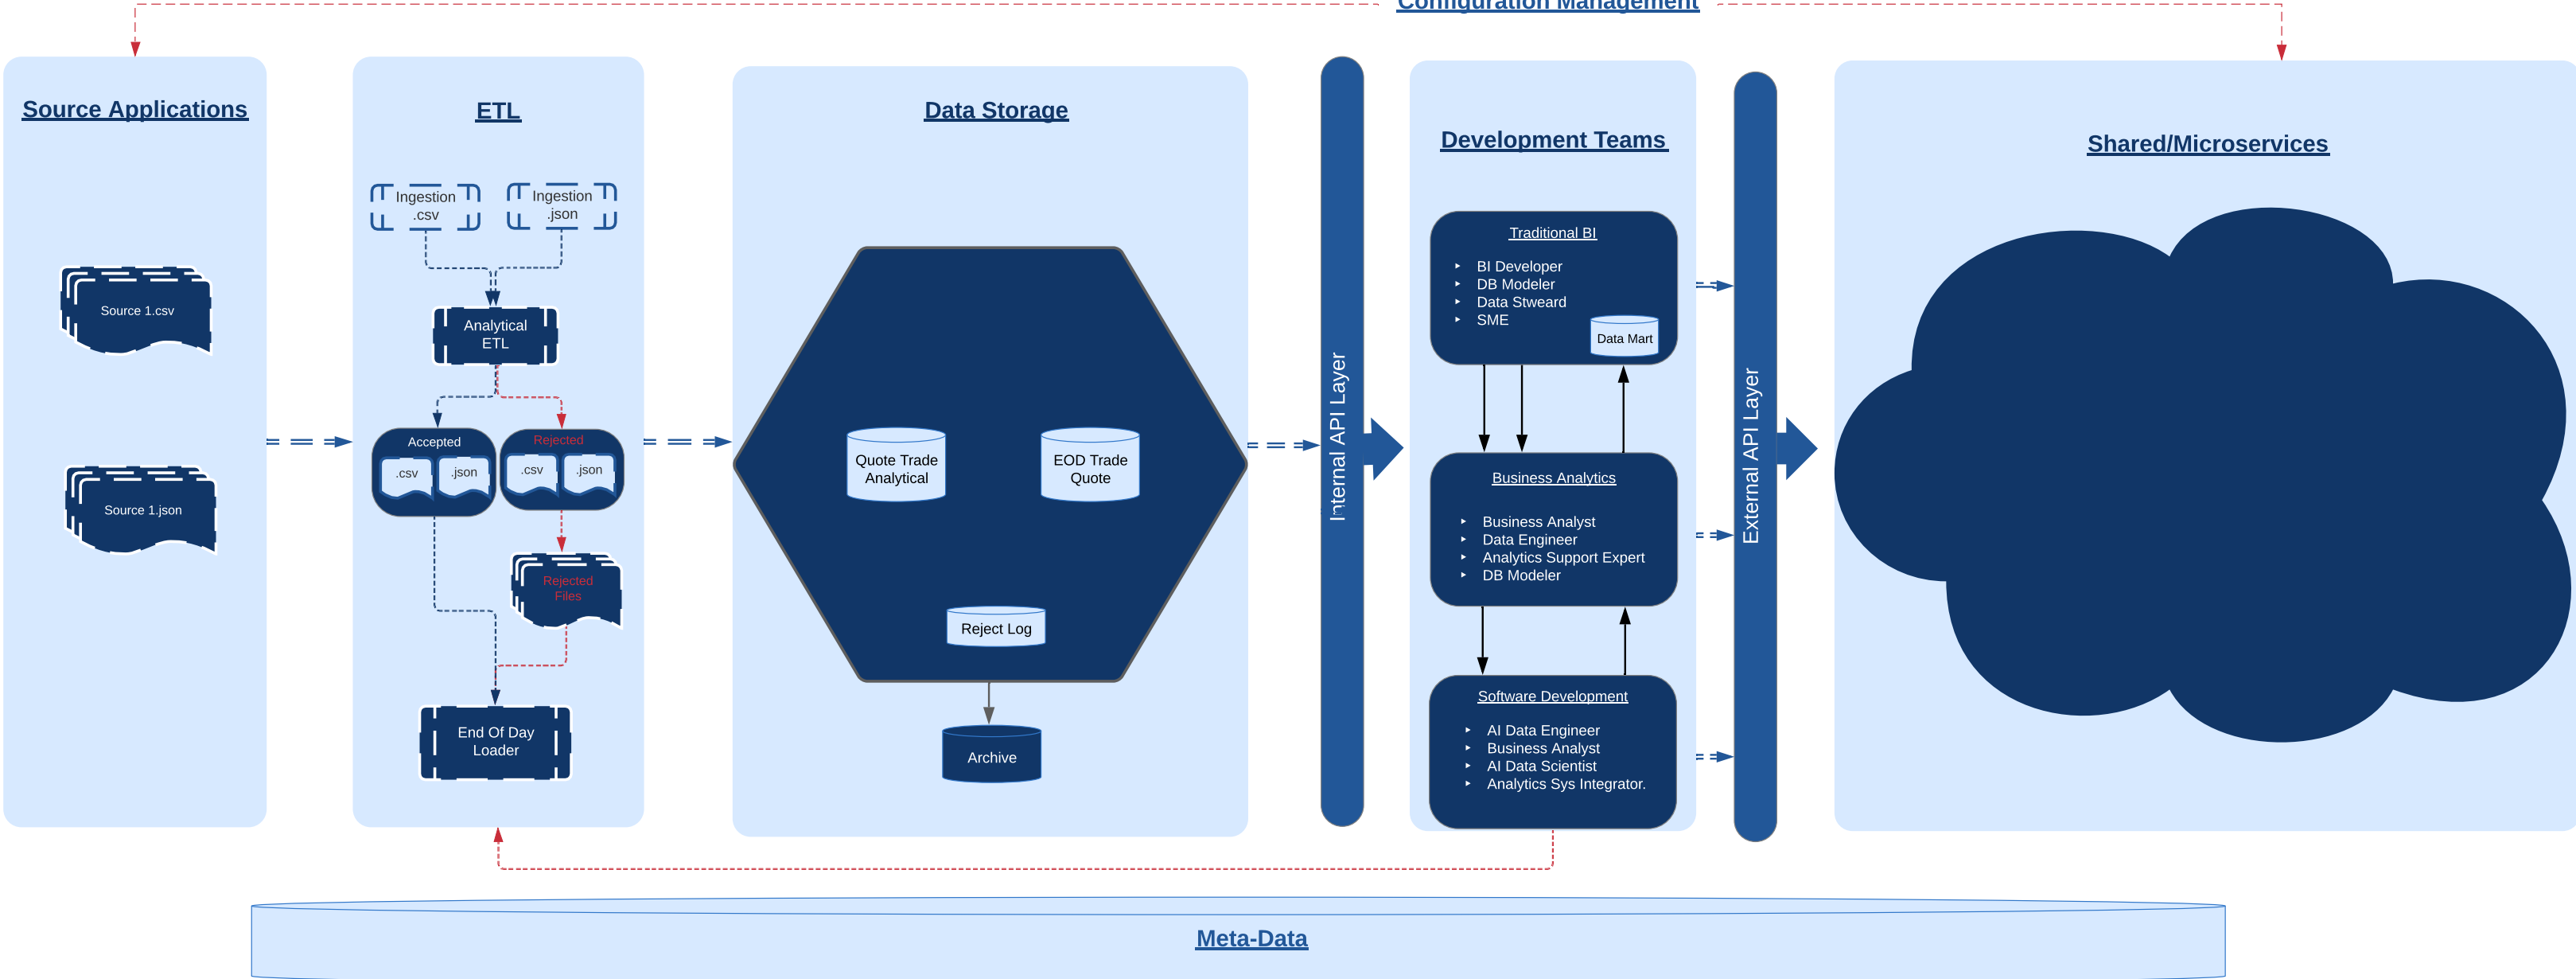 Configuration Management
Source Applications
Source 1.csv
Source 1.json
ETL
Ingestion
.csv
Ingestion
.json
Analytical
ETL
Accepted
.csv
.json
Rejected
.csv
.json
Rejected
Files
End Of Day
Loader
Data Storage
Quote Trade
Analytical
EOD Trade
Quote
Reject Log
Archive
Internal API Layer
Development Teams
Traditional BI
BI Developer
DB Modeler
Data Stweard
SME
Data Mart
Business Analytics
Business Analyst
Data Engineer
Analytics Support Expert
DB Modeler
Software Development
AI Data Engineer
Business Analyst
AI Data Scientist
Analytics Sys Integrator.
External API Layer
Shared/Microservices
Meta-Data